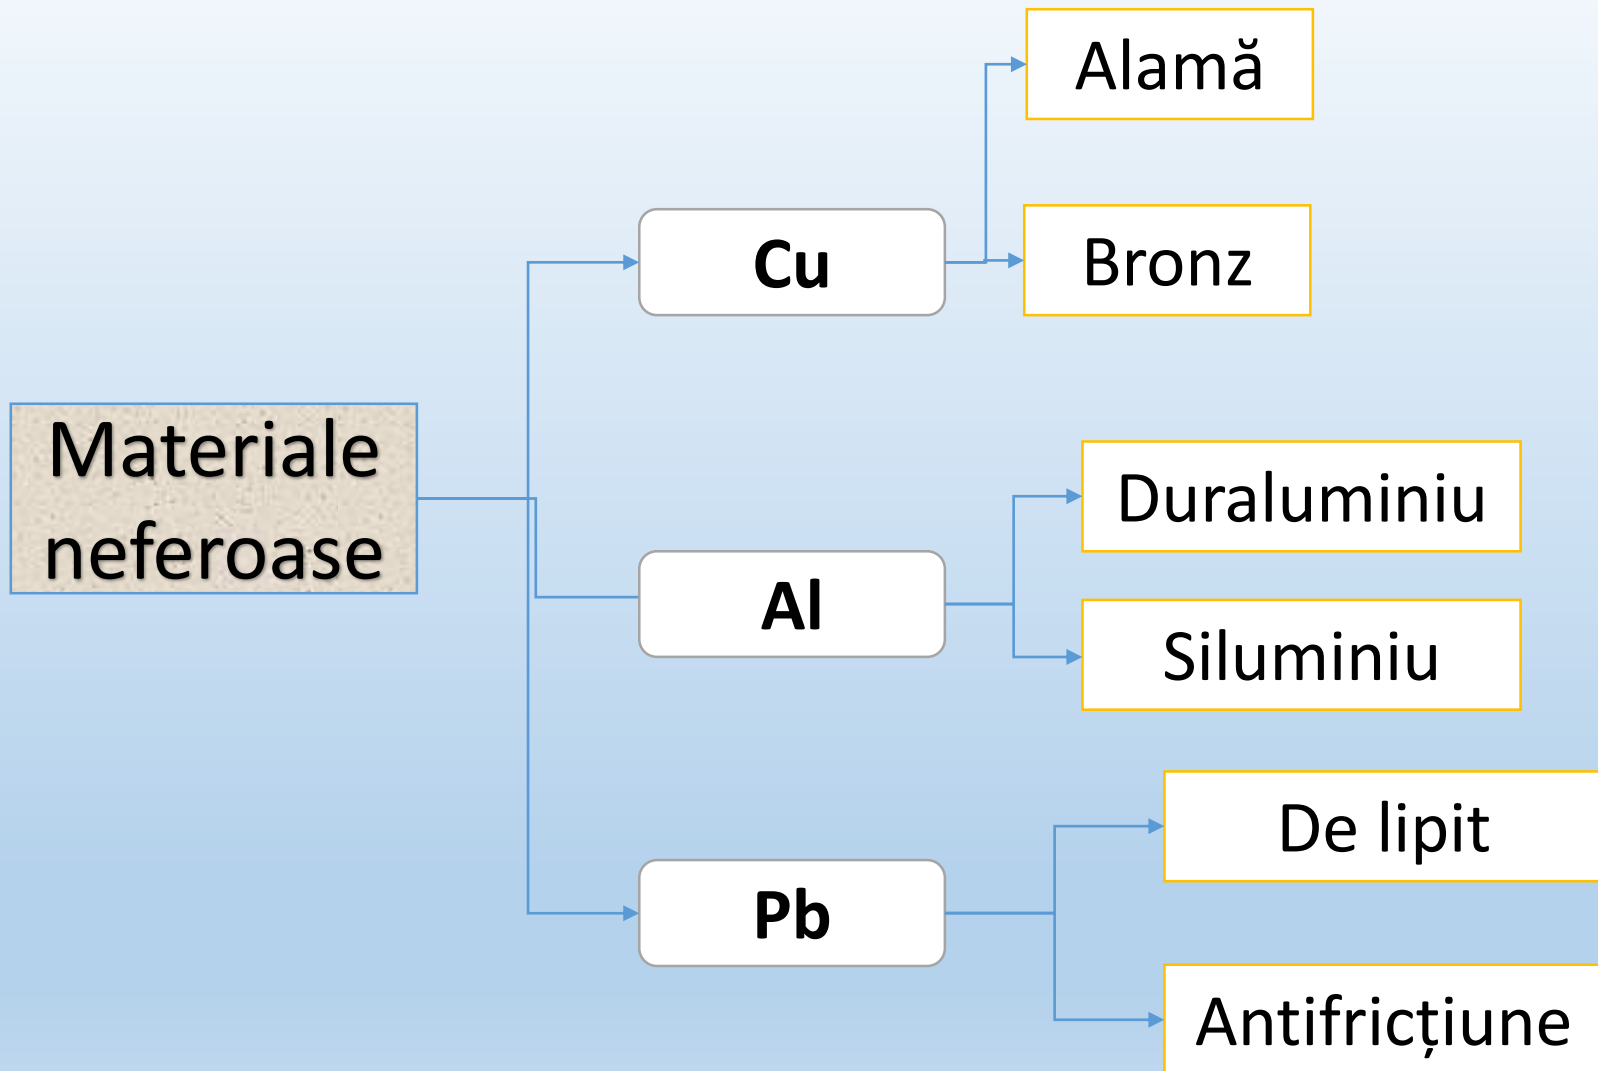 Materiale
neferoase
Cu
Alamă
Bronz
Al
Duraluminiu
Siluminiu
Pb
De lipit
Antifricțiune